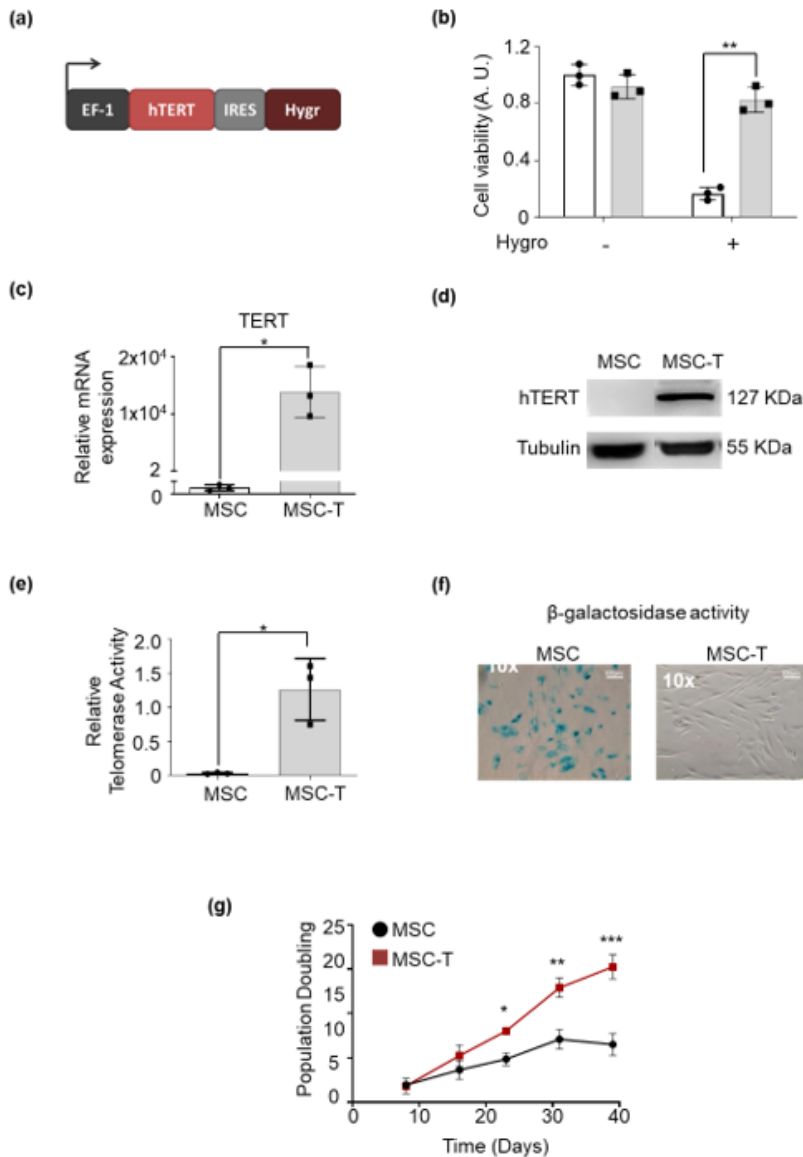 (a)
EF-1 hTERT IRES Hygr
(b)
Cell viability (A. U.)
1.2
0.8
0.4
0
**
Hygro - +
(c)
TERT
Relative mRNA
expression
2x10⁴
1x10⁴
2
0
*
MSC MSC-T
(d)
MSC MSC-T
hTERT 127 KDa
Tubulin 55 KDa
(e)
Relative
Telomerase Activity
2.0
1.5
1.0
0.5
0
*
MSC MSC-T
(f)
β-galactosidase activity
MSC MSC-T
10x 10x
(g)
MSC
MSC-T
Population Doubling
25
20
15
10
5
0
* ** ***
0 10 20 30 40
Time (Days)